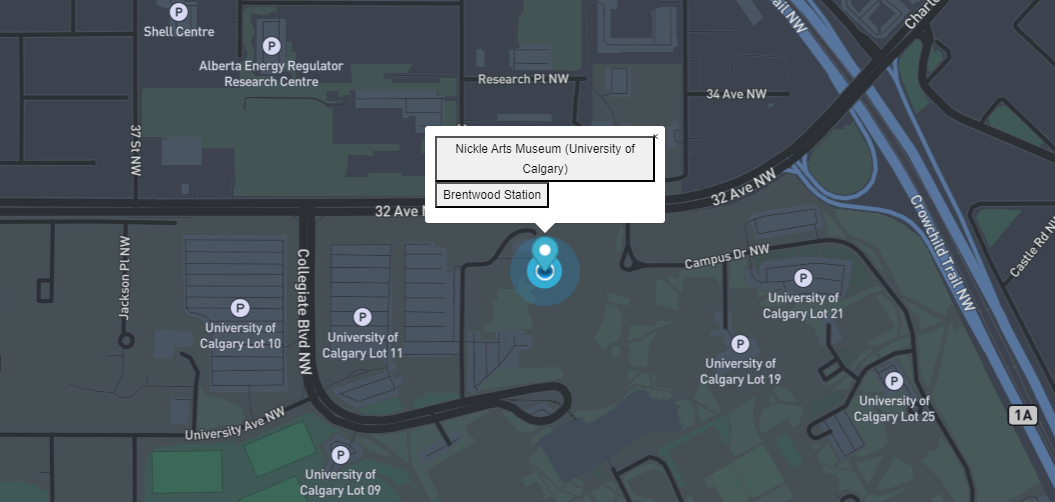 Shell Centre
Alberta Energy Regulator
Research Centre
Research Pl NW
34 Ave NW
37 St NW
×
Nickle Arts Museum (University of
Calgary)
Brentwood Station
32 Ave
32 Ave NW
Crowchild Trail NW
Castle Rd
Jackson Pl NW
Collegiate Blvd NW
Campus Dr NW
P
P
P
University of
Calgary Lot 10
P
University of
Calgary Lot 11
P
University of
Calgary Lot 21
P
University of
Calgary Lot 19
P
University of
Calgary Lot 25
1A
University Ave NW
P
University of
Calgary Lot 09